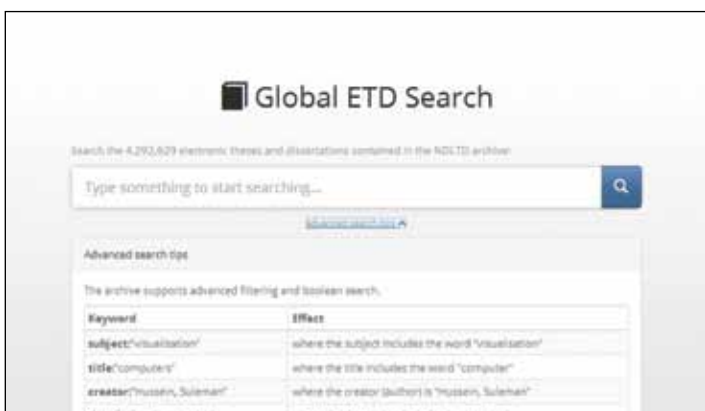 Global ETD Search
Search the 4,292,629 electronic theses and dissertations contained in the NDLTD archive:
Type something to start searching...
Advanced search tips
Advanced search tips
The archive supports advanced filtering and boolean search.
Keyword Effect
subject:"visualisation" where the subject includes the word "visualisation"
title:"computers" where the title includes the word "computer"
creator:"Hussein, Suleman" where the creator (author) is "Hussein, Suleman"